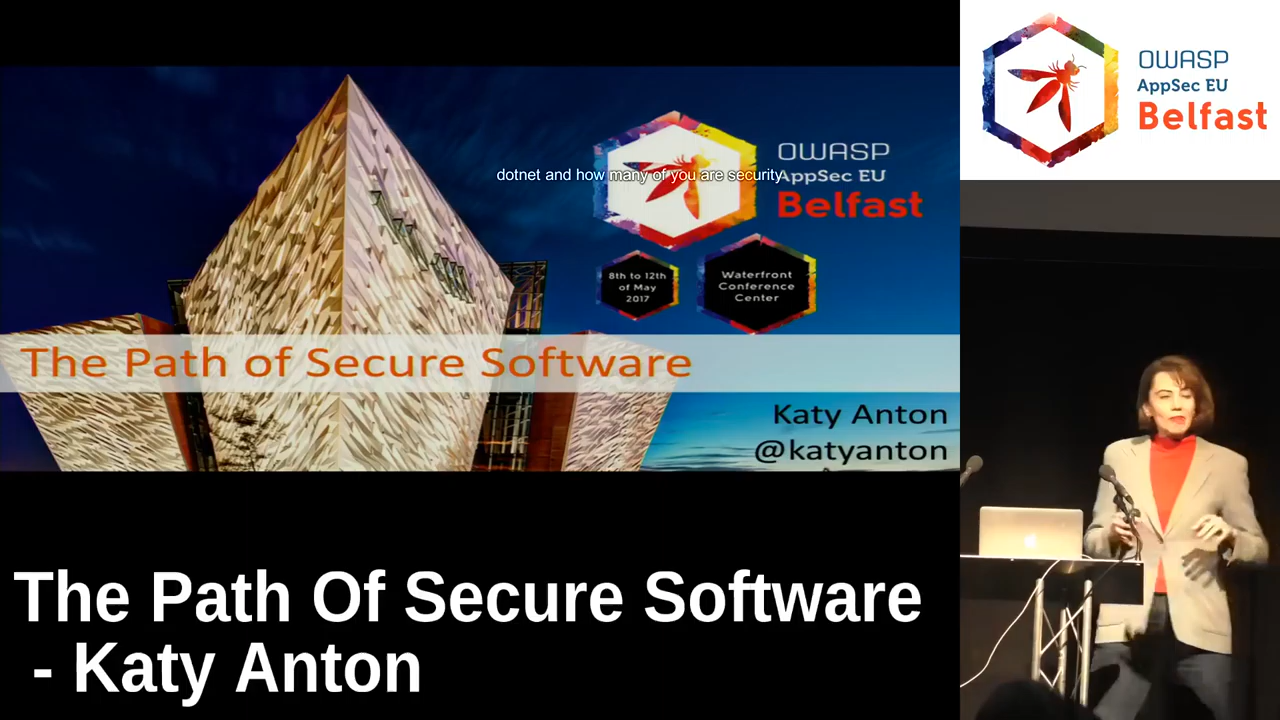 OWASP
AppSec EU
Belfast
dotnet and how many of you are security
OWASP
AppSec EU
Belfast
8th to 12th
of May
2017
Waterfront
Conference
Center
The Path of Secure Software
Katy Anton
@katyanton
The Path Of Secure Software
- Katy Anton